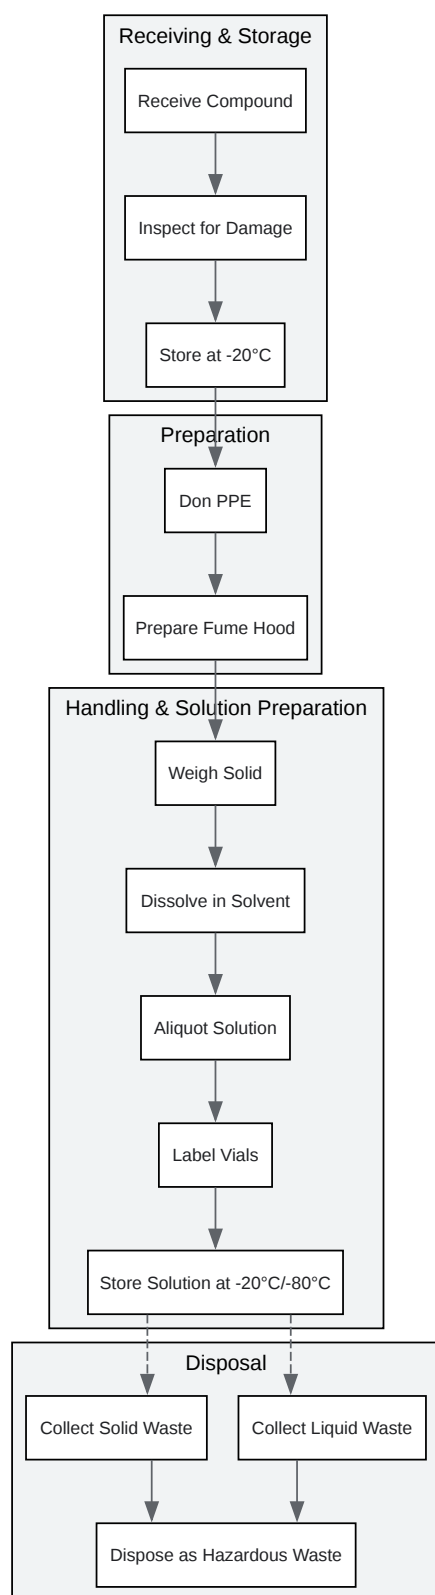 Receiving & Storage
Receive Compound
Inspect for Damage
Store at -20°C
Preparation
Don PPE
Prepare Fume Hood
Handling & Solution Preparation
Weigh Solid
Dissolve in Solvent
Aliquot Solution
Label Vials
Store Solution at -20°C/-80°C
Disposal
Collect Solid Waste
Collect Liquid Waste
Dispose as Hazardous Waste